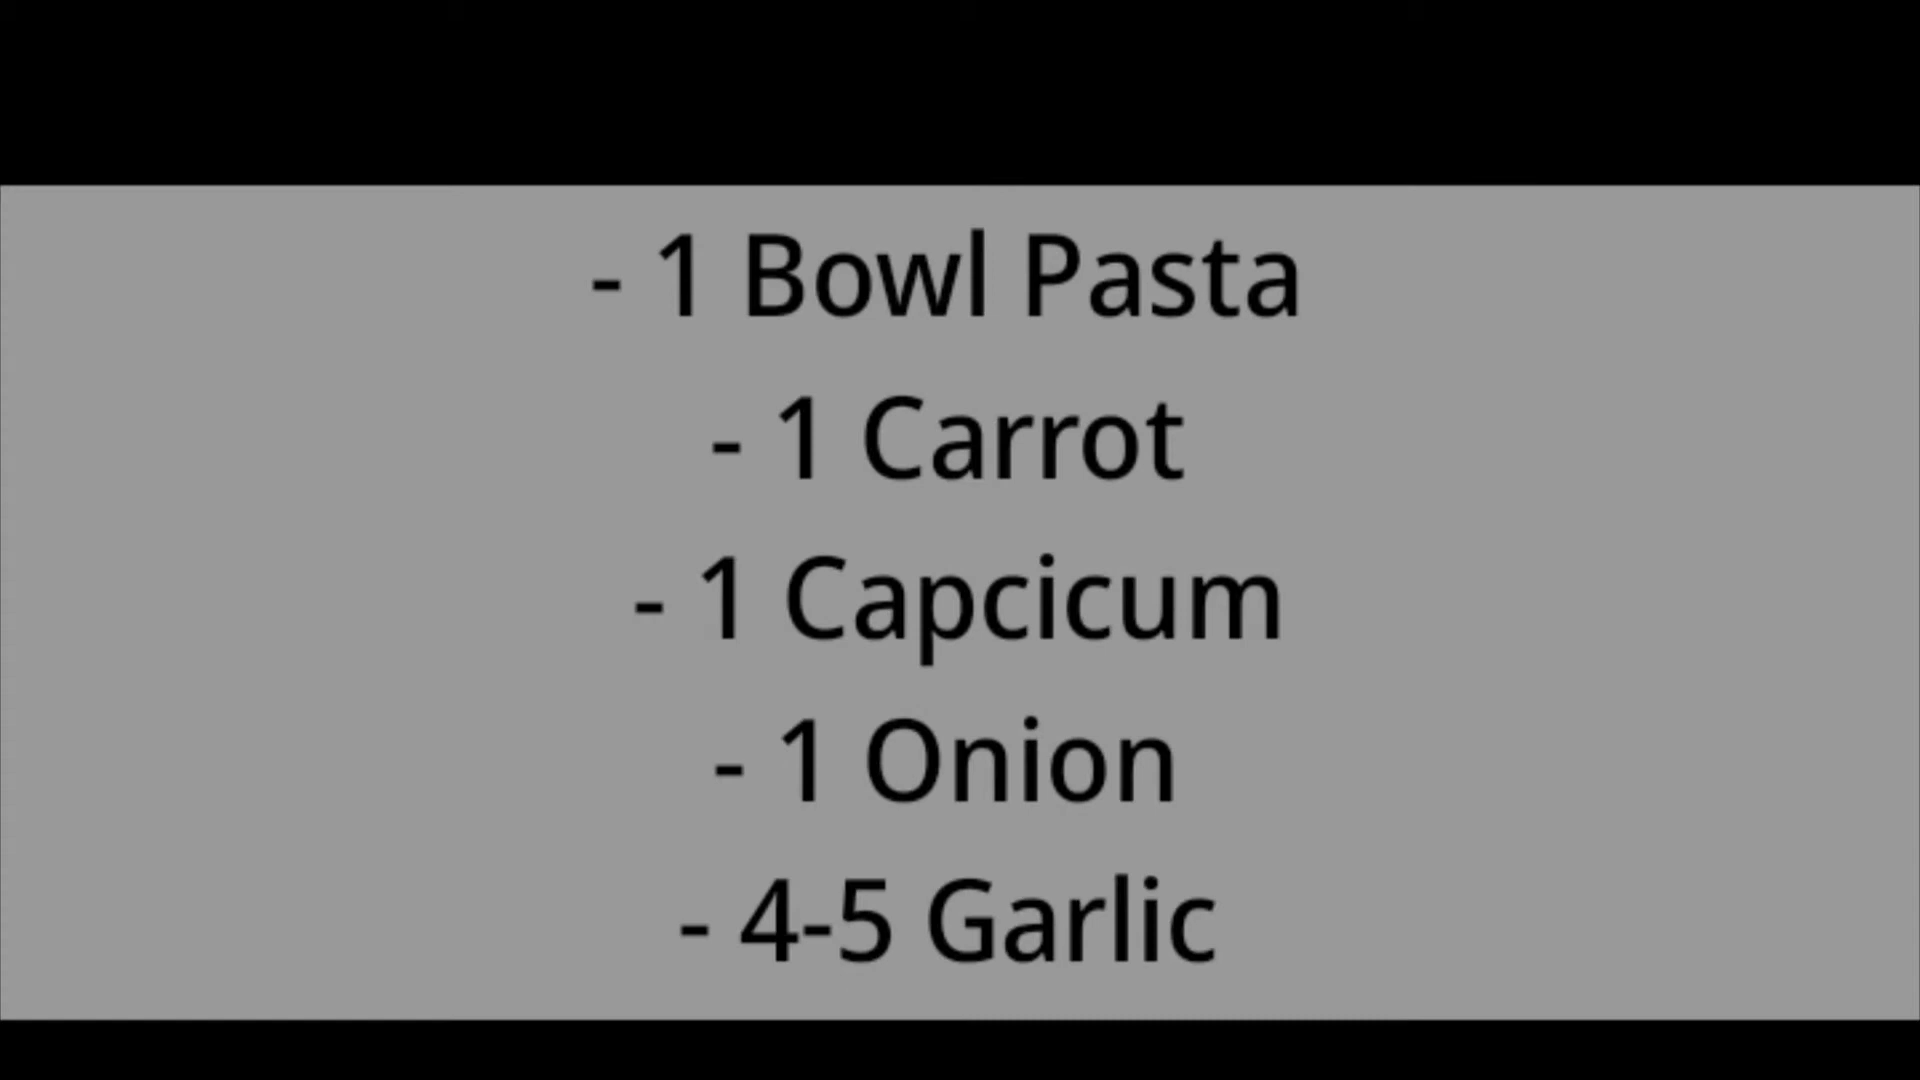 - 1 Bowl Pasta
- 1 Carrot
- 1 Capcicum
- 1 Onion
- 4-5 Garlic